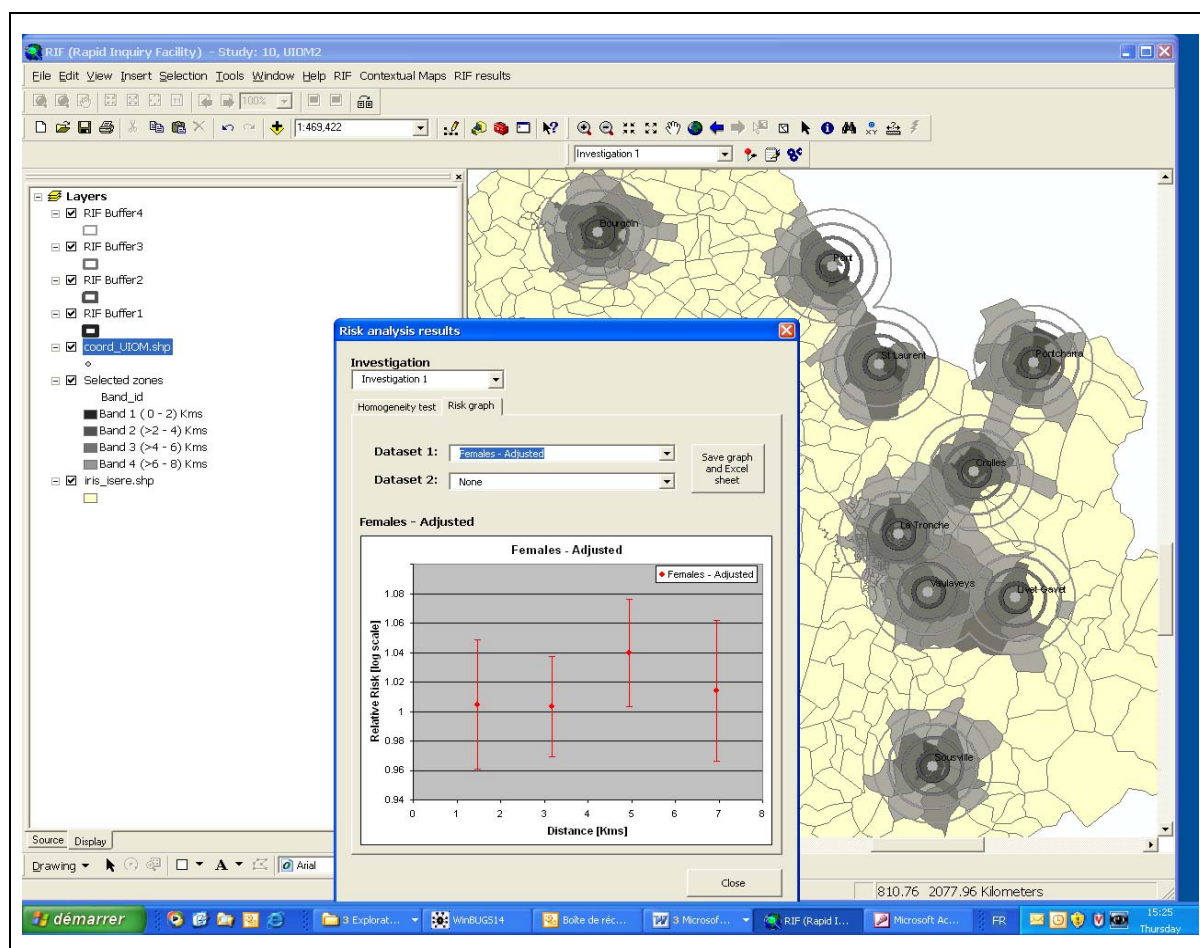 RIF (Rapid Inquiry Facility) - Study: 10, UIOM2
File Edit View Insert Selection Tools Window Help RIF Contextual Maps RIF results
100%
1:469,422
Investigation 1
Layers
RIF Buffer4
RIF Buffer3
RIF Buffer2
RIF Buffer1
coord_UIOM.shp
Selected zones
Band_id
Band 1 ( 0 - 2) Kms
Band 2 (>2 - 4) Kms
Band 3 (>4 - 6) Kms
Band 4 (>6 - 8) Kms
iris_isere.shp
Source Display
Bourgoin
Pont
St Laurent
Pontcharra
Crolles
La Tronche
Vaulaveys
Livet-Gavet
Sousville
Risk analysis results
Investigation
Investigation 1
Homogeneity test Risk graph
Dataset 1: Females - Adjusted
Dataset 2: None
Save graph
and Excel
sheet
Females - Adjusted
Females - Adjusted
Females - Adjusted
1.08
1.06
1.04
1.02
1
0.98
0.96
0.94
Relative Risk [log scale]
0 1 2 3 4 5 6 7 8
Distance [Kms]
Close
Drawing A Arial
810.76 2077.96 Kilometers
démarrer 3 Explorat... WinBUGS14 Boîte de réc... 3 Microsof... RIF (Rapid I... Microsoft Ac... FR 15:25
Thursday